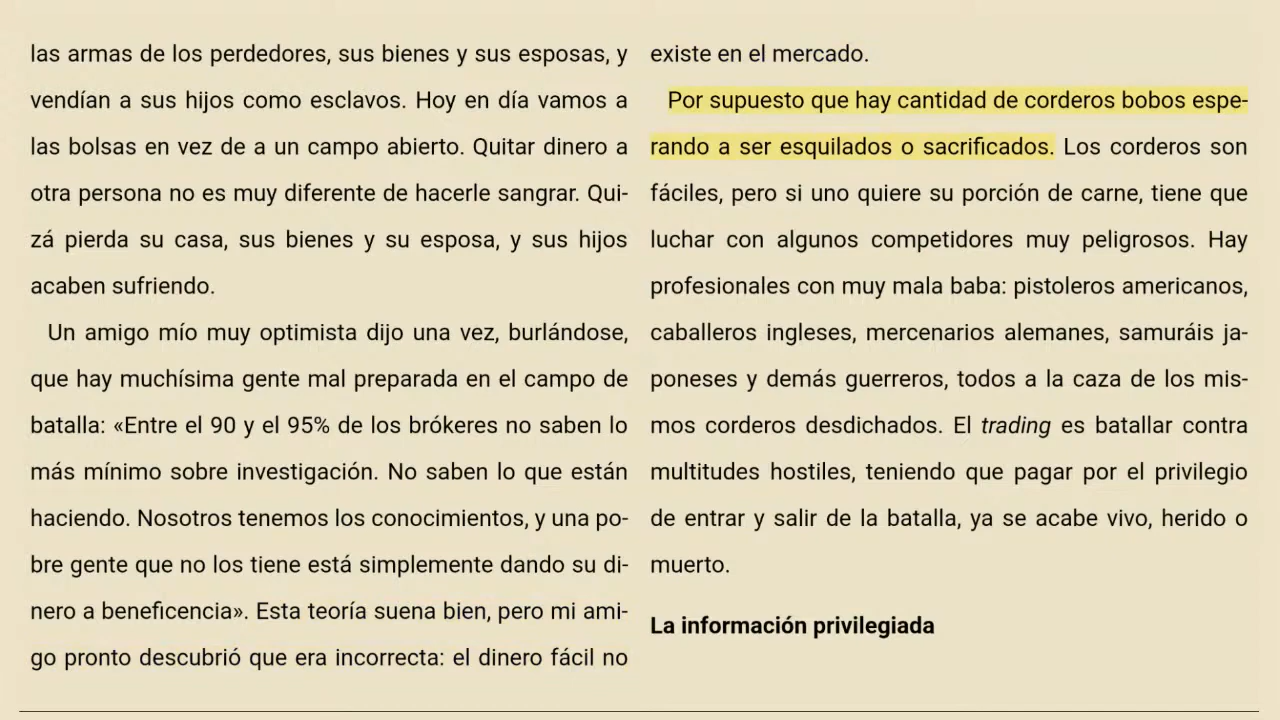 las armas de los perdedores, sus bienes y sus esposas, y
vendían a sus hijos como esclavos. Hoy en día vamos a
las bolsas en vez de a un campo abierto. Quitar dinero a
otra persona no es muy diferente de hacerle sangrar. Qui-
zá pierda su casa, sus bienes y su esposa, y sus hijos
acaben sufriendo.
Un amigo mío muy optimista dijo una vez, burlándose,
que hay muchísima gente mal preparada en el campo de
batalla: «Entre el 90 y el 95% de los brókeres no saben lo
más mínimo sobre investigación. No saben lo que están
haciendo. Nosotros tenemos los conocimientos, y una po-
bre gente que no los tiene está simplemente dando su di-
nero a beneficencia». Esta teoría suena bien, pero mi ami-
go pronto descubrió que era incorrecta: el dinero fácil no
existe en el mercado.
Por supuesto que hay cantidad de corderos bobos espe-
rando a ser esquilados o sacrificados. Los corderos son
fáciles, pero si uno quiere su porción de carne, tiene que
luchar con algunos competidores muy peligrosos. Hay
profesionales con muy mala baba: pistoleros americanos,
caballeros ingleses, mercenarios alemanes, samuráis ja-
poneses y demás guerreros, todos a la caza de los mis-
mos corderos desdichados. El trading es batallar contra
multitudes hostiles, teniendo que pagar por el privilegio
de entrar y salir de la batalla, ya se acabe vivo, herido o
muerto.
La información privilegiada